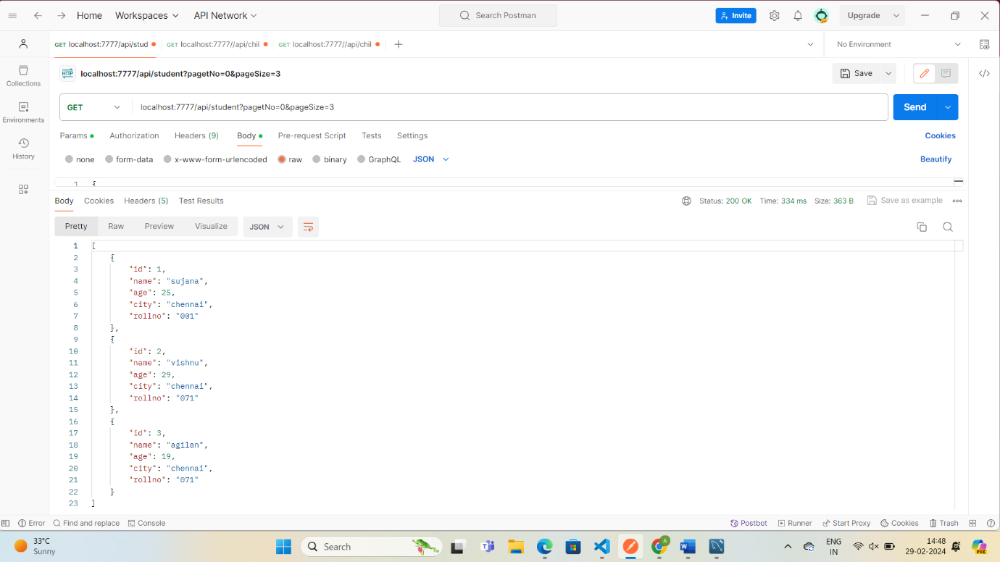 Home Workspaces API Network Search Postman Invite Upgrade
GET localhost:7777/api/stud GET localhost:7777//api/chil GET localhost:7777//api/chil No Environment
HTTP localhost:7777/api/student?pagetNo=0&pageSize=3 Save
Collections
GET localhost:7777/api/student?pagetNo=0&pageSize=3 Send
Environments
Params Authorization Headers (9) Body Pre-request Script Tests Settings Cookies
History
none form-data x-www-form-urlencoded raw binary GraphQL JSON Beautify
1 {
Body Cookies Headers (5) Test Results Status: 200 OK Time: 334 ms Size: 363 B Save as example
Pretty Raw Preview Visualize JSON
1 [
2 {
3 "id": 1,
4 "name": "sujana",
5 "age": 25,
6 "city": "chennai",
7 "rollno": "001"
8 },
9 {
10 "id": 2,
11 "name": "vishnu",
12 "age": 29,
13 "city": "chennai",
14 "rollno": "071"
15 },
16 {
17 "id": 3,
18 "name": "agilan",
19 "age": 19,
20 "city": "chennai",
21 "rollno": "071"
22 }
23 ]
Error Find and replace Console Postbot Runner Start Proxy Cookies Trash
33°C
Sunny
Search
ENG
IN
14:48
29-02-2024
A
W
PRE